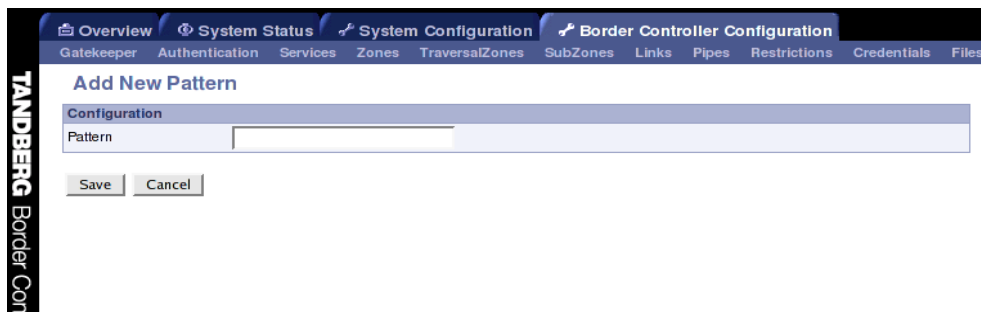 Overview System Status System Configuration Border Controller Configuration
Gatekeeper Authentication Services Zones TraversalZones SubZones Links Pipes Restrictions Credentials Files
TANDBERG Border Con
Add New Pattern
Configuration
Pattern
Save Cancel